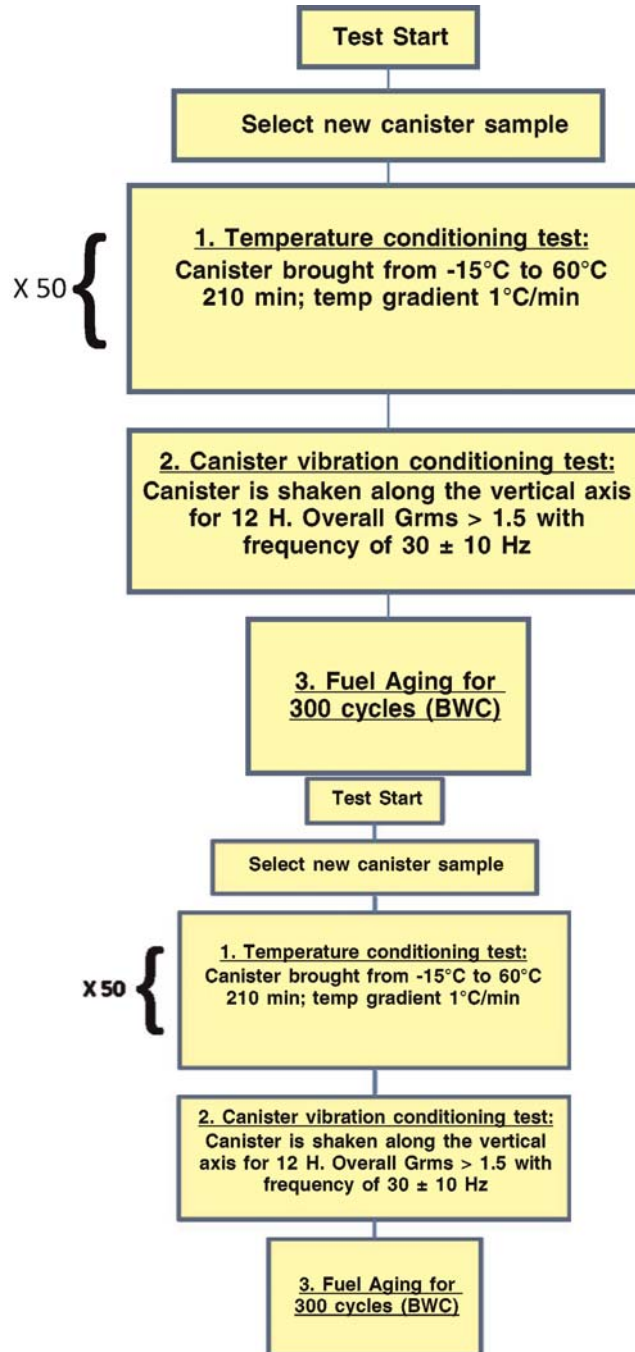 Test Start
Select new canister sample
X 50
1. Temperature conditioning test:
Canister brought from -15°C to 60°C
210 min; temp gradient 1°C/min
2. Canister vibration conditioning test:
Canister is shaken along the vertical axis
for 12 H. Overall Grms > 1.5 with
frequency of 30 ± 10 Hz
3. Fuel Aging for
300 cycles (BWC)
Test Start
Select new canister sample
X 50
1. Temperature conditioning test:
Canister brought from -15°C to 60°C
210 min; temp gradient 1°C/min
2. Canister vibration conditioning test:
Canister is shaken along the vertical
axis for 12 H. Overall Grms > 1.5 with
frequency of 30 ± 10 Hz
3. Fuel Aging for
300 cycles (BWC)